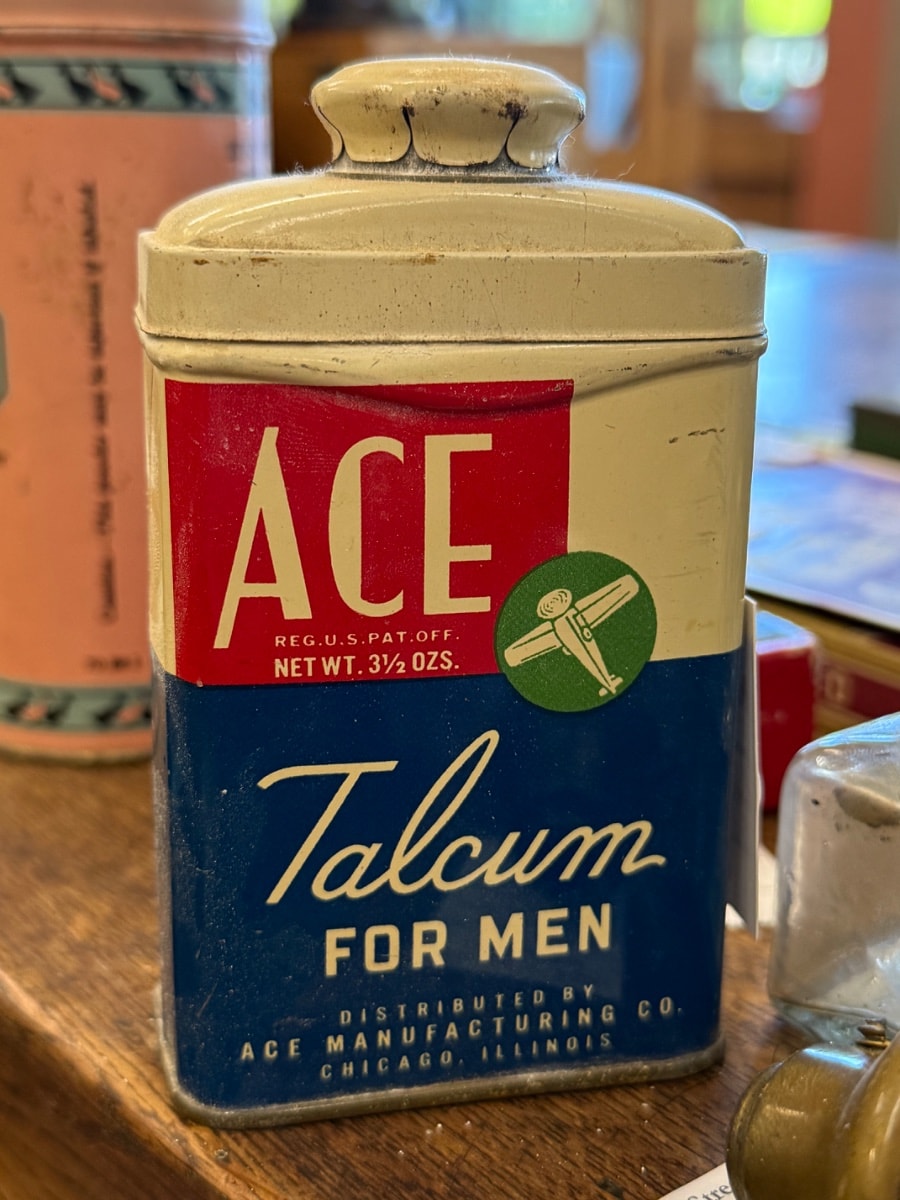 ACE
REG.U.S.PAT.OFF.
NET WT. 3½ OZS.
Talcum
FOR MEN
DISTRIBUTED BY
ACE MANUFACTURING CO.
CHICAGO, ILLINOIS